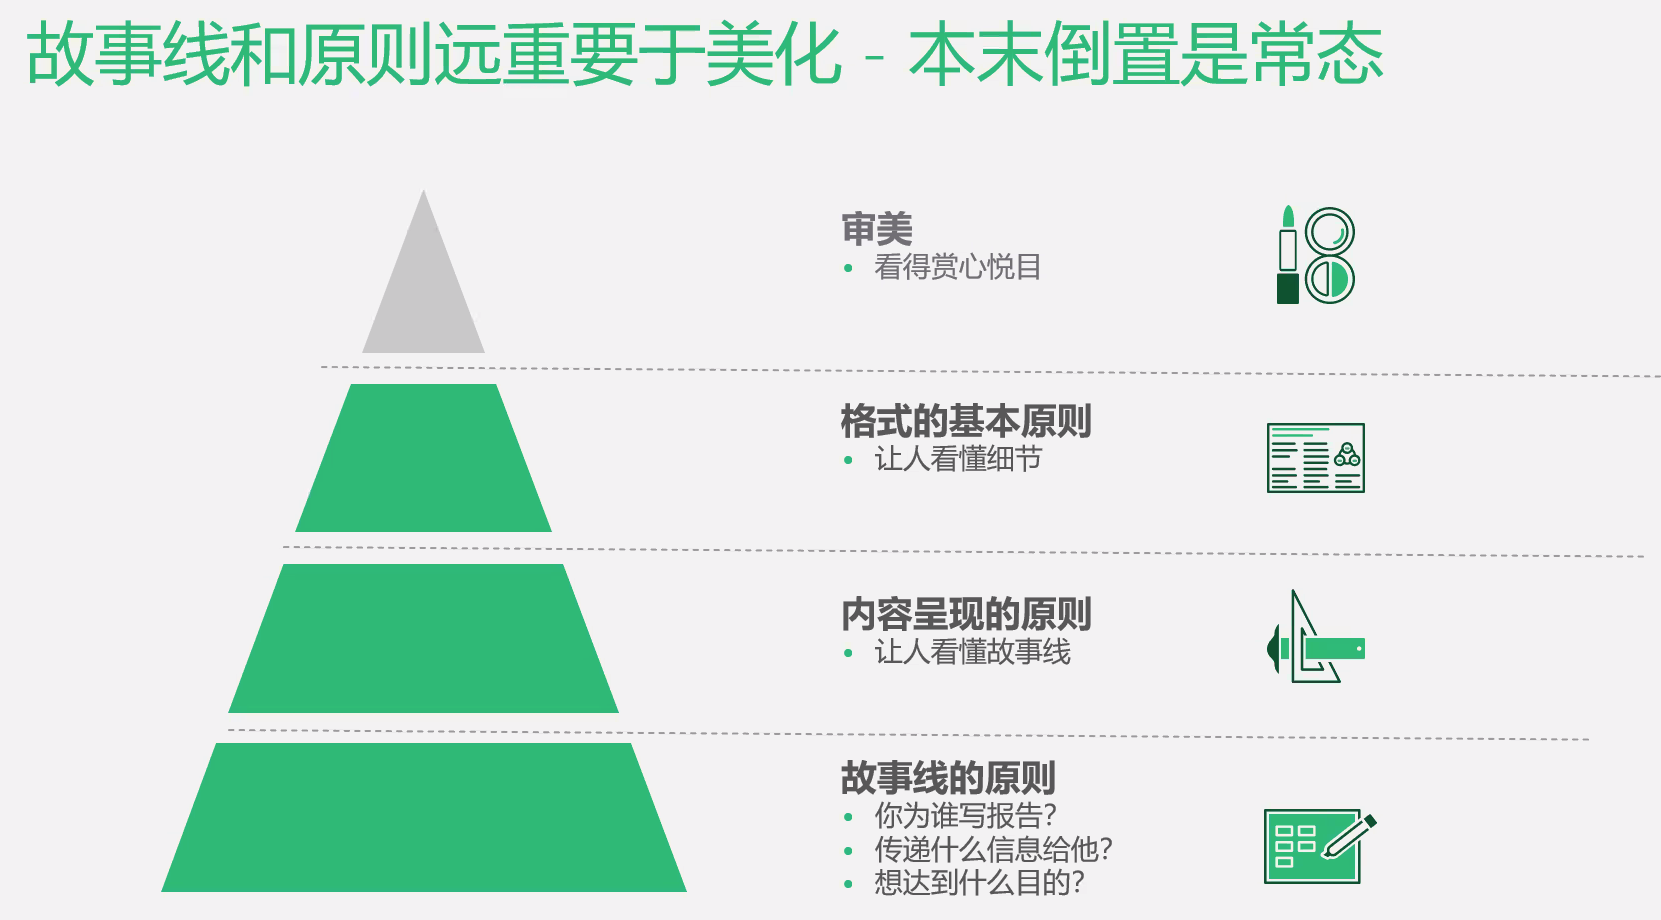 故事线和原则远重要于美化 - 本末倒置是常态
审美
• 看得赏心悦目
格式的基本原则
• 让人看懂细节
内容呈现的原则
• 让人看懂故事线
故事线的原则
• 你为谁写报告?
• 传递什么信息给他?
• 想达到什么目的?